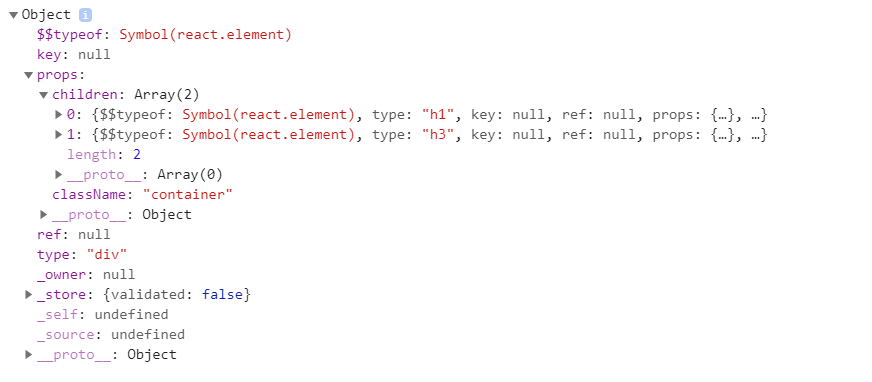 Object i
$$typeof: Symbol(react.element)
key: null
props:
children: Array(2)
0: {$$typeof: Symbol(react.element), type: "h1", key: null, ref: null, props: {…}, …}
1: {$$typeof: Symbol(react.element), type: "h3", key: null, ref: null, props: {…}, …}
length: 2
__proto__: Array(0)
className: "container"
__proto__: Object
ref: null
type: "div"
_owner: null
_store: {validated: false}
_self: undefined
_source: undefined
__proto__: Object